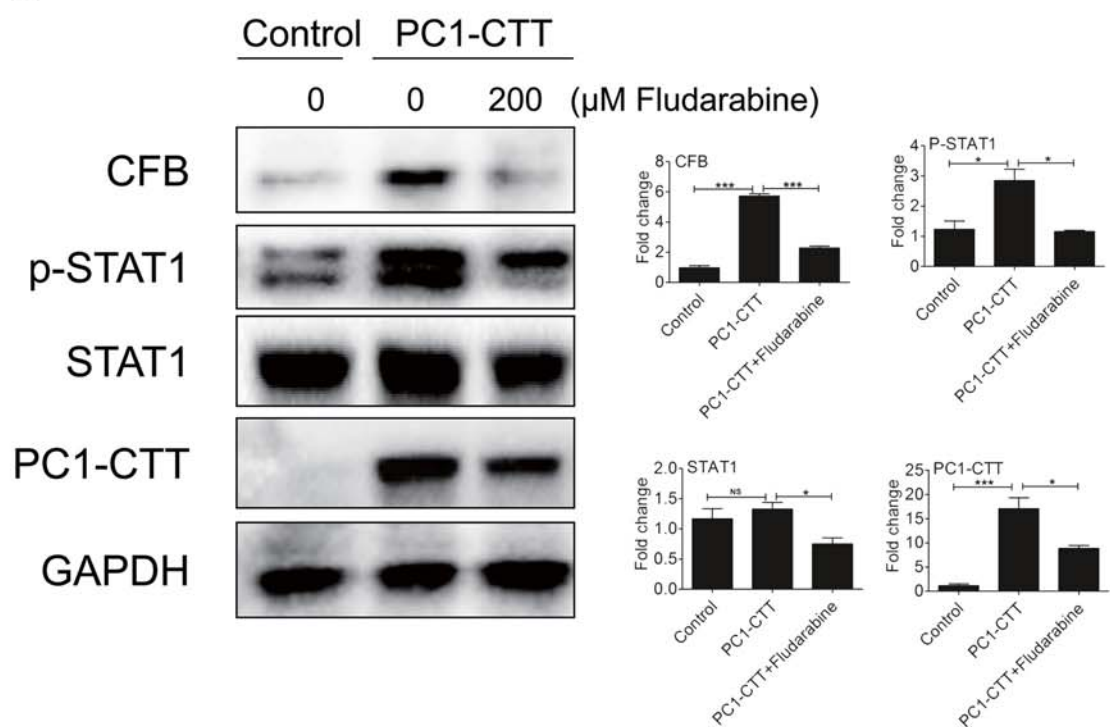 Control PC1-CTT
0 0 200 (μM Fludarabine)
CFB
p-STAT1
STAT1
PC1-CTT
GAPDH
CFB
Fold change
8
6
4
2
0
*** ***
Control
PC1-CTT
PC1-CTT+Fludarabine
P-STAT1
Fold change
4
3
2
1
0
* *
Control
PC1-CTT
PC1-CTT+Fludarabine
STAT1
Fold change
2.0
1.5
1.0
0.5
0.0
NS *
Control
PC1-CTT
PC1-CTT+Fludarabine
PC1-CTT
Fold change
25
20
15
10
5
0
*** *
Control
PC1-CTT
PC1-CTT+Fludarabine